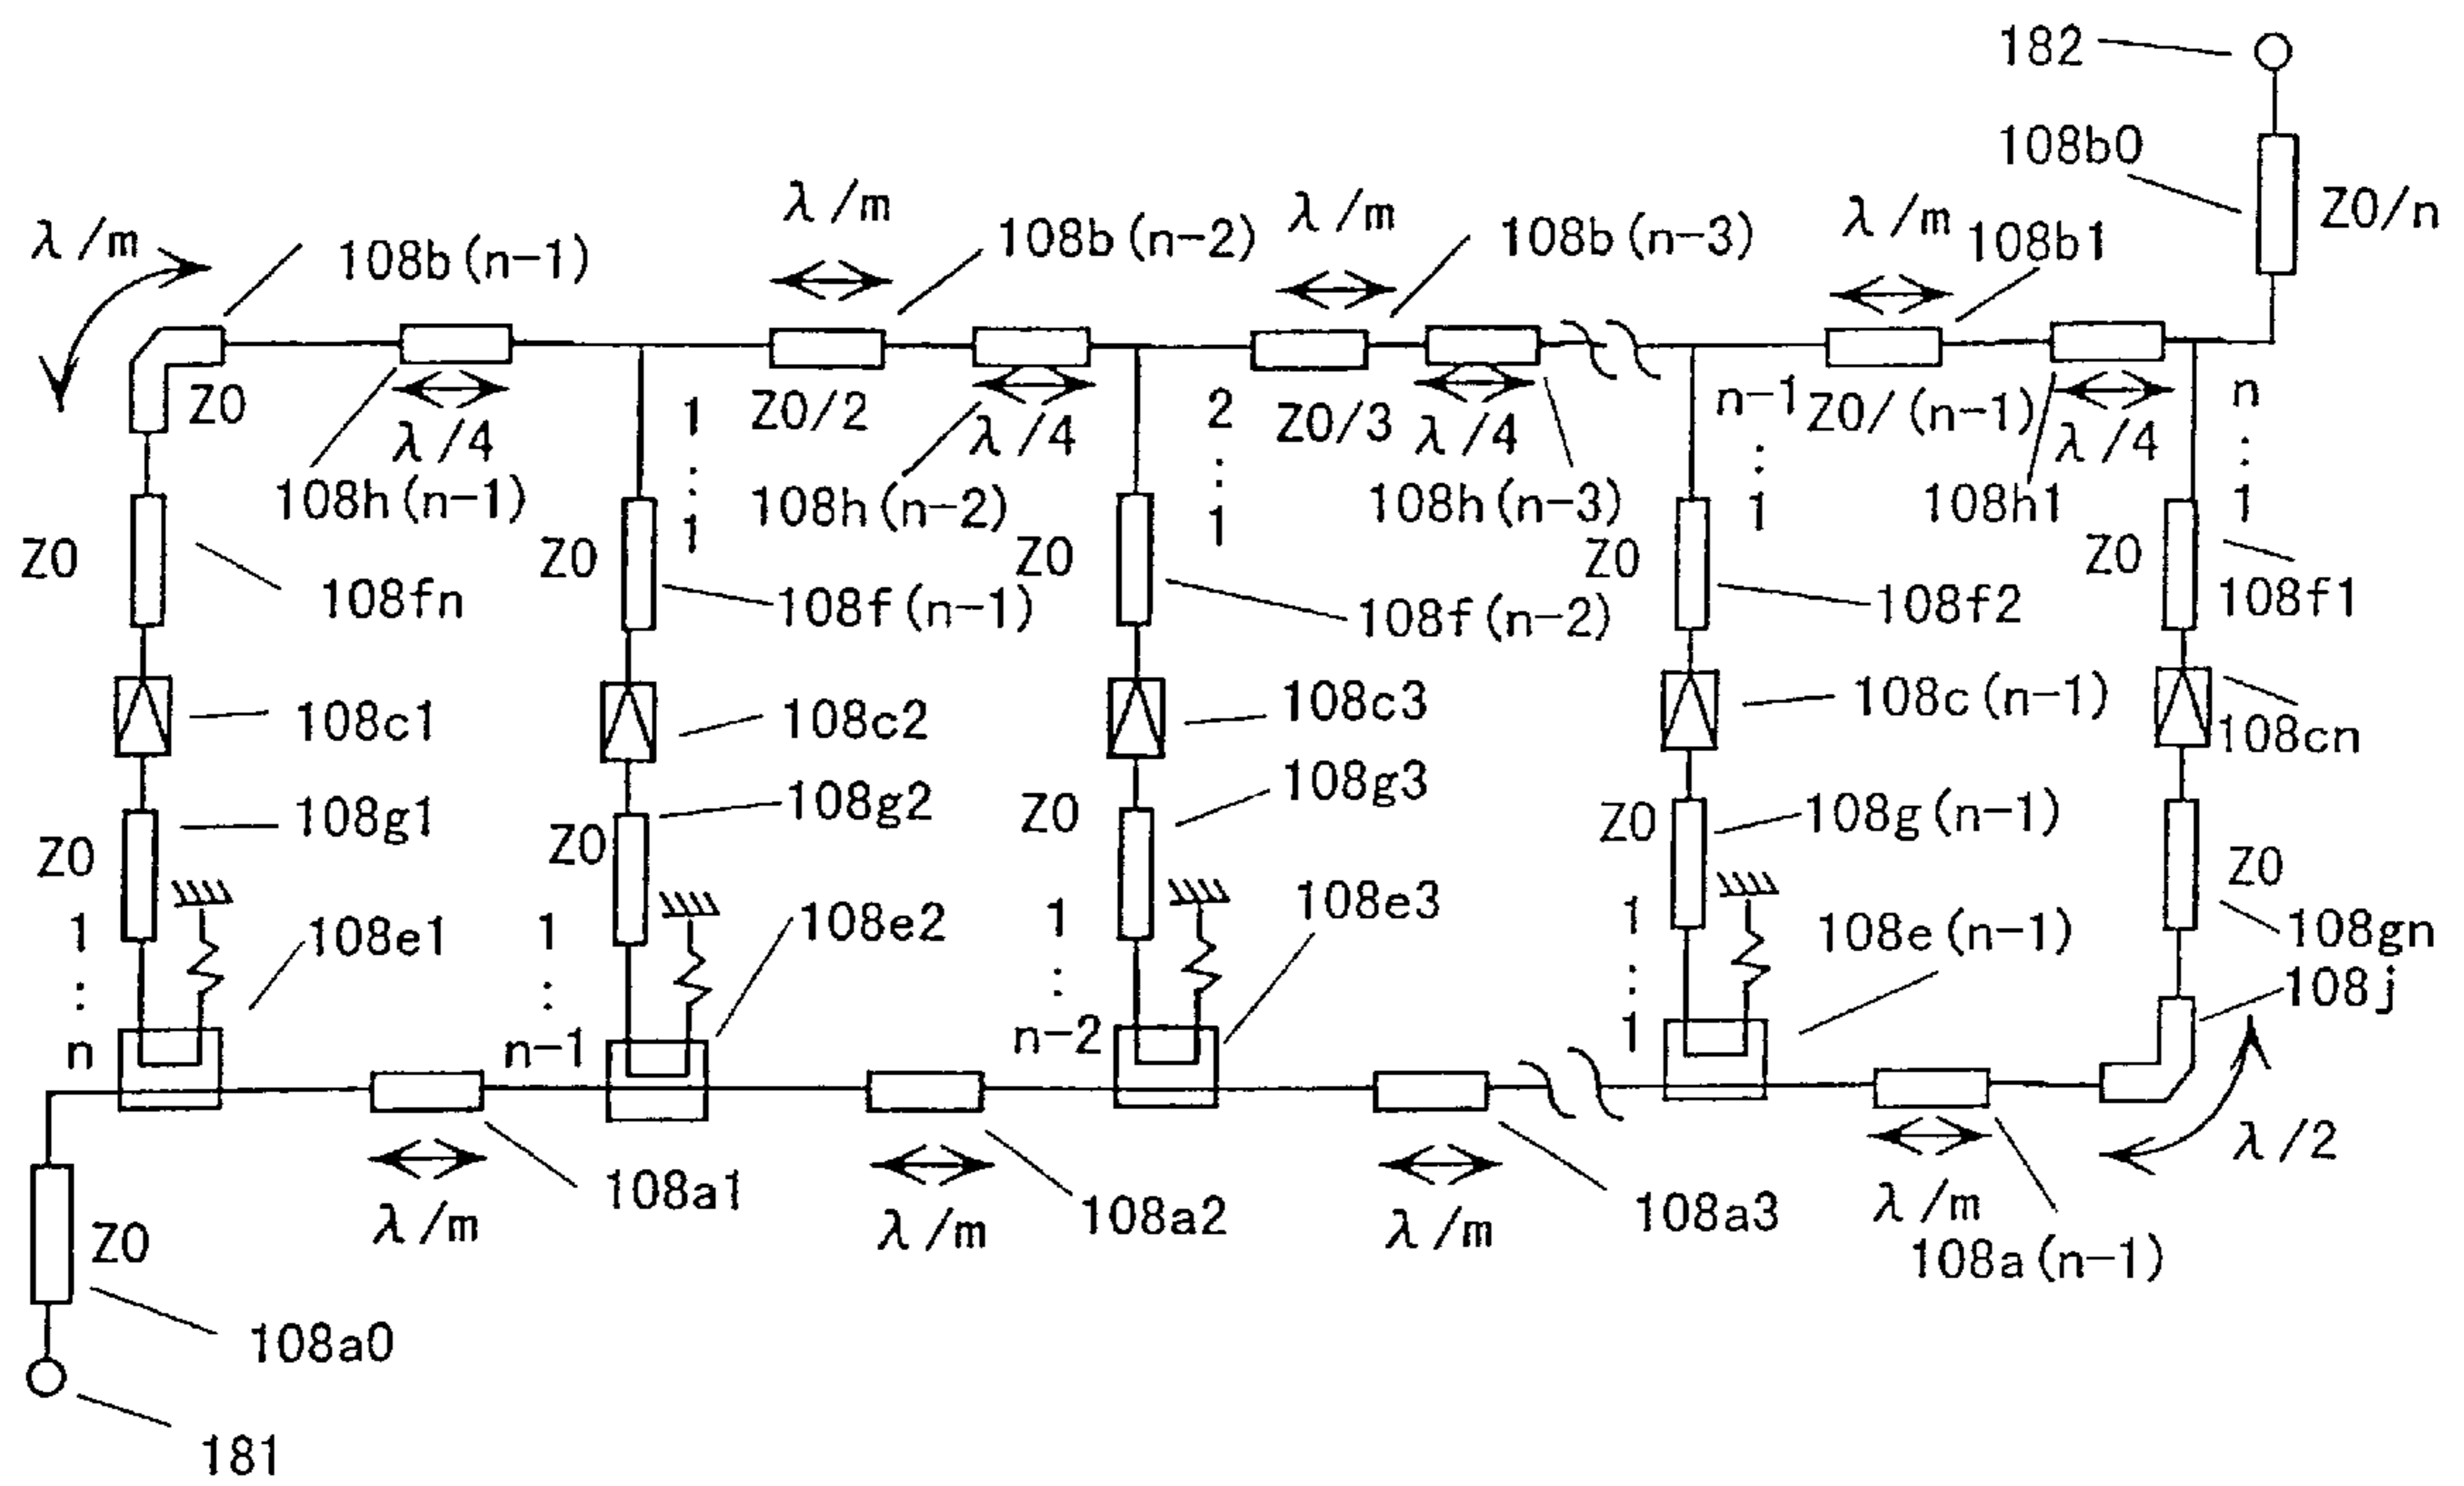 182
108b0
Z0/n
λ/m
108b(n-1)
λ/m
108b(n-2)
λ/m
108b(n-3)
λ/m
108b1
Z0
λ/4
108h(n-1)
1
:
1
Z0/2
λ/4
108h(n-2)
2
:
1
Z0/3
λ/4
108h(n-3)
n-1
:
1
Z0/(n-1)
λ/4
108h1
n
:
1
Z0
108fn
Z0
108f(n-1)
Z0
108f(n-2)
Z0
108f2
Z0
108f1
108c1
108c2
108c3
108c(n-1)
108cn
Z0
108g1
Z0
108g2
Z0
108g3
Z0
108g(n-1)
Z0
108gn
1
:
n
108e1
1
:
n-1
108e2
1
:
n-2
108e3
1
:
1
108e(n-1)
108j
λ/2
λ/m
108a1
λ/m
108a2
λ/m
108a3
λ/m
108a(n-1)
Z0
108a0
181